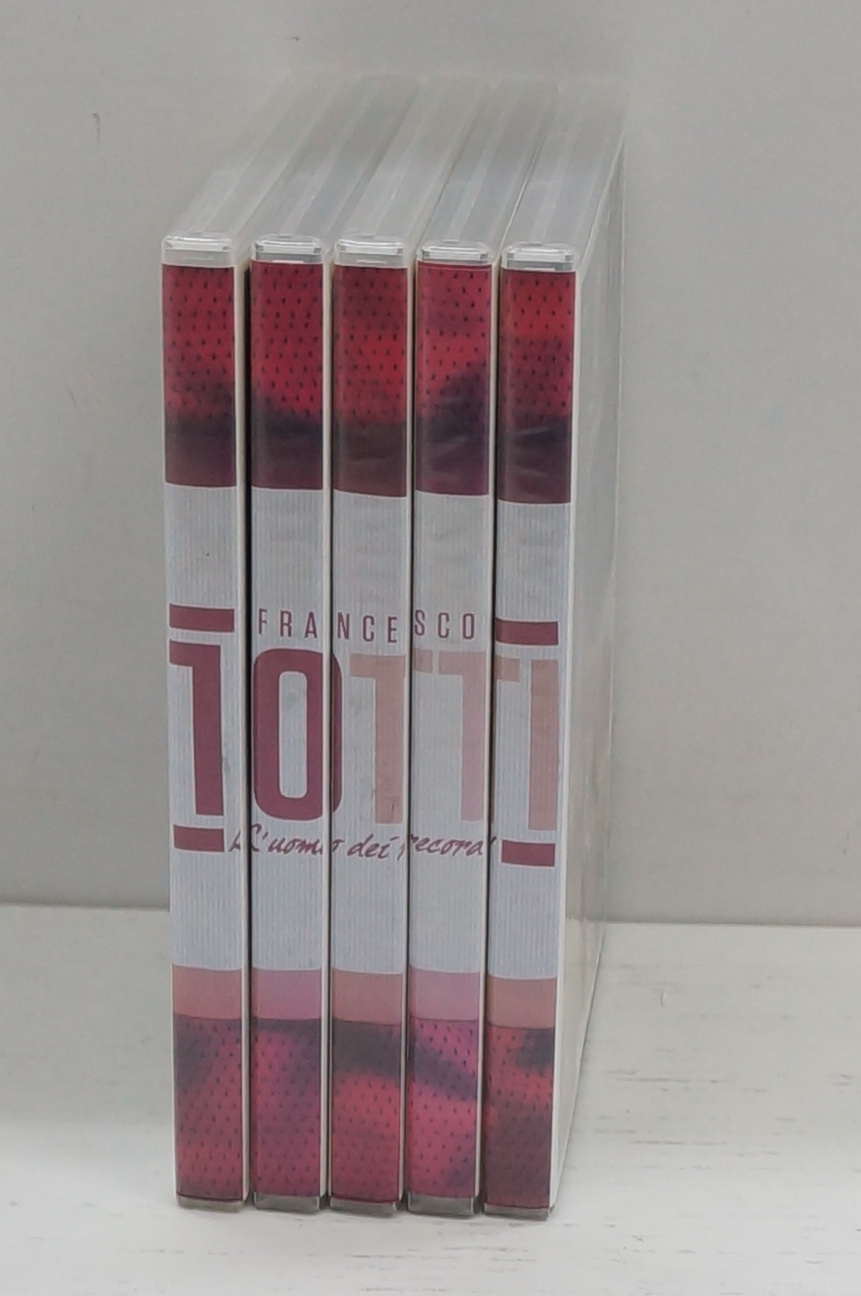 FRANCESCO
10TTI
L'uomo dei record